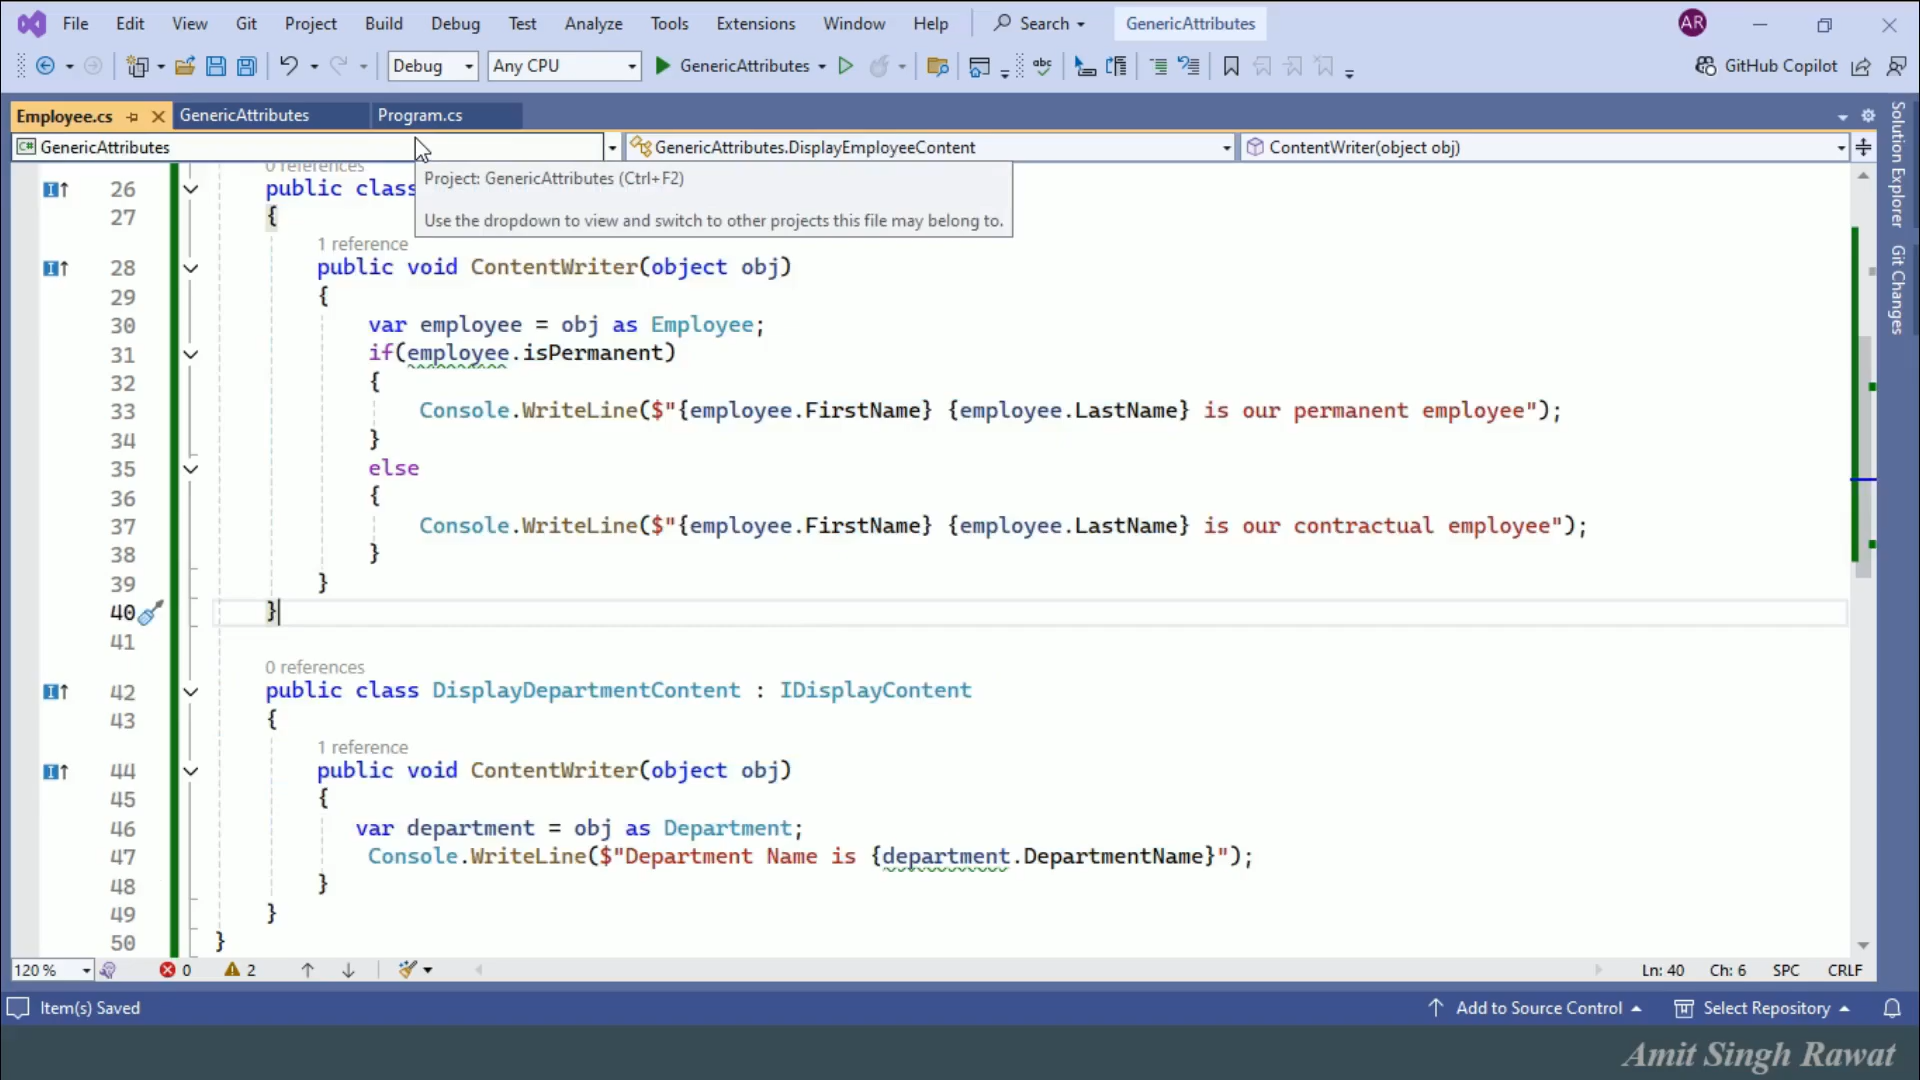 File Edit View Git Project Build Debug Test Analyze Tools Extensions Window Help Search GenericAttributes AR
Debug Any CPU GenericAttributes abc GitHub Copilot
Employee.cs GenericAttributes Program.cs
GenericAttributes GenericAttributes.DisplayEmployeeContent ContentWriter(object obj)
Project: GenericAttributes (Ctrl+F2)
Use the dropdown to view and switch to other projects this file may belong to.
0 references
26 public class
27 {
1 reference
28 public void ContentWriter(object obj)
29 {
30 var employee = obj as Employee;
31 if(employee.isPermanent)
32 {
33 Console.WriteLine($"{employee.FirstName} {employee.LastName} is our permanent employee");
34 }
35 else
36 {
37 Console.WriteLine($"{employee.FirstName} {employee.LastName} is our contractual employee");
38 }
39 }
40 }
41
0 references
42 public class DisplayDepartmentContent : IDisplayContent
43 {
1 reference
44 public void ContentWriter(object obj)
45 {
46 var department = obj as Department;
47 Console.WriteLine($"Department Name is {department.DepartmentName}");
48 }
49 }
50 }
Solution Explorer
Git Changes
120 % 0 2 Ln: 40 Ch: 6 SPC CRLF
Item(s) Saved Add to Source Control Select Repository
Amit Singh Rawat